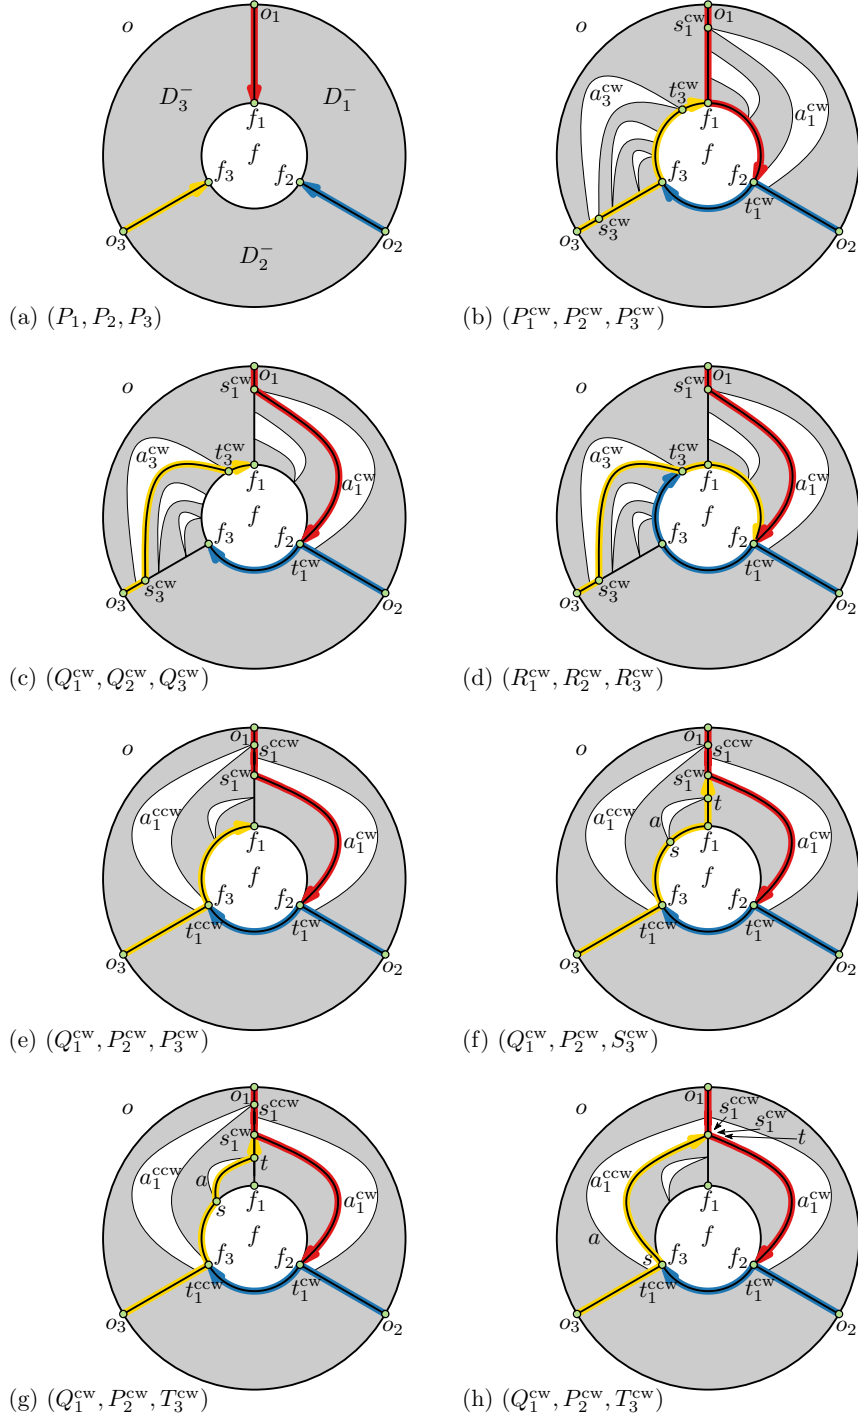 o o₁ o s₁ᶜʷ o₁
D₃⁻ D₁⁻ a₃ᶜʷ t₃ᶜʷ a₁ᶜʷ
f₁ f₁
f f
f₃ f₂ f₃ f₂
t₁ᶜʷ
o₃ D₂⁻ o₂ o₃ s₃ᶜʷ o₂
(a) (P₁, P₂, P₃) (b) (P₁ᶜʷ, P₂ᶜʷ, P₃ᶜʷ)
o s₁ᶜʷ o₁ o s₁ᶜʷ o₁
a₃ᶜʷ t₃ᶜʷ a₃ᶜʷ t₃ᶜʷ
f₁ a₁ᶜʷ f₁ a₁ᶜʷ
f f
f₃ f₂ f₃ f₂
t₁ᶜʷ t₁ᶜʷ
o₃ s₃ᶜʷ o₂ o₃ s₃ᶜʷ o₂
(c) (Q₁ᶜʷ, Q₂ᶜʷ, Q₃ᶜʷ) (d) (R₁ᶜʷ, R₂ᶜʷ, R₃ᶜʷ)
o o₁ s₁ᶜᶜʷ o o₁ s₁ᶜᶜʷ
s₁ᶜʷ s₁ᶜʷ
a₁ᶜᶜʷ a₁ᶜʷ a₁ᶜᶜʷ a t a₁ᶜʷ
f₁ s f₁
f f
f₃ f₂ f₃ f₂
t₁ᶜᶜʷ t₁ᶜʷ t₁ᶜᶜʷ t₁ᶜʷ
o₃ o₂ o₃ o₂
(e) (Q₁ᶜʷ, P₂ᶜʷ, P₃ᶜʷ) (f) (Q₁ᶜʷ, P₂ᶜʷ, S₃ᶜʷ)
o o₁ s₁ᶜᶜʷ o o₁ s₁ᶜᶜʷ
s₁ᶜʷ s₁ᶜʷ
t t
a₁ᶜᶜʷ a a₁ᶜʷ a₁ᶜᶜʷ a₁ᶜʷ
s f₁ f₁
f a f
f₃ f₂ s f₃ f₂
t₁ᶜᶜʷ t₁ᶜʷ t₁ᶜᶜʷ t₁ᶜʷ
o₃ o₂ o₃ o₂
(g) (Q₁ᶜʷ, P₂ᶜʷ, T₃ᶜʷ) (h) (Q₁ᶜʷ, P₂ᶜʷ, T₃ᶜʷ)